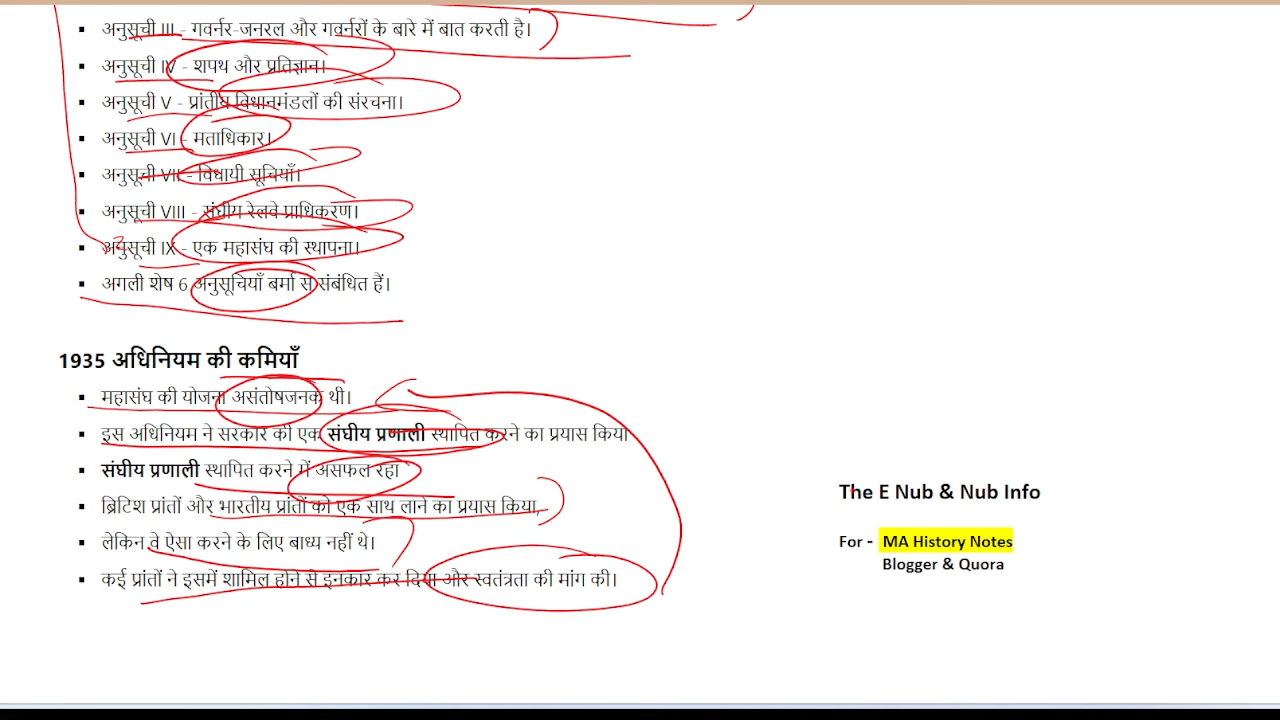 ▪ अनुसूची III - गवर्नर-जनरल और गवर्नरों के बारे में बात करती है।
▪ अनुसूची IV - शपथ और प्रतिज्ञान।
▪ अनुसूची V - प्रांतीय विधानमंडलों की संरचना।
▪ अनुसूची VI - मताधिकार।
▪ अनुसूची VII - विधायी सूचियाँ।
▪ अनुसूची VIII - संघीय रेलवे प्राधिकरण।
▪ अनुसूची IX - एक महासंघ की स्थापना।
▪ अगली शेष 6 अनुसूचियाँ बर्मा से संबंधित हैं।
1935 अधिनियम की कमियाँ
▪ महासंघ की योजना असंतोषजनक थी।
▪ इस अधिनियम ने सरकार की एक संघीय प्रणाली स्थापित करने का प्रयास किया
▪ संघीय प्रणाली स्थापित करने में असफल रहा
▪ ब्रिटिश प्रांतों और भारतीय प्रांतों को एक साथ लाने का प्रयास किया,
▪ लेकिन वे ऐसा करने के लिए बाध्य नहीं थे।
▪ कई प्रांतों ने इसमें शामिल होने से इनकार कर दिया और स्वतंत्रता की मांग की।
The E Nub & Nub Info
For - MA History Notes
Blogger & Quora